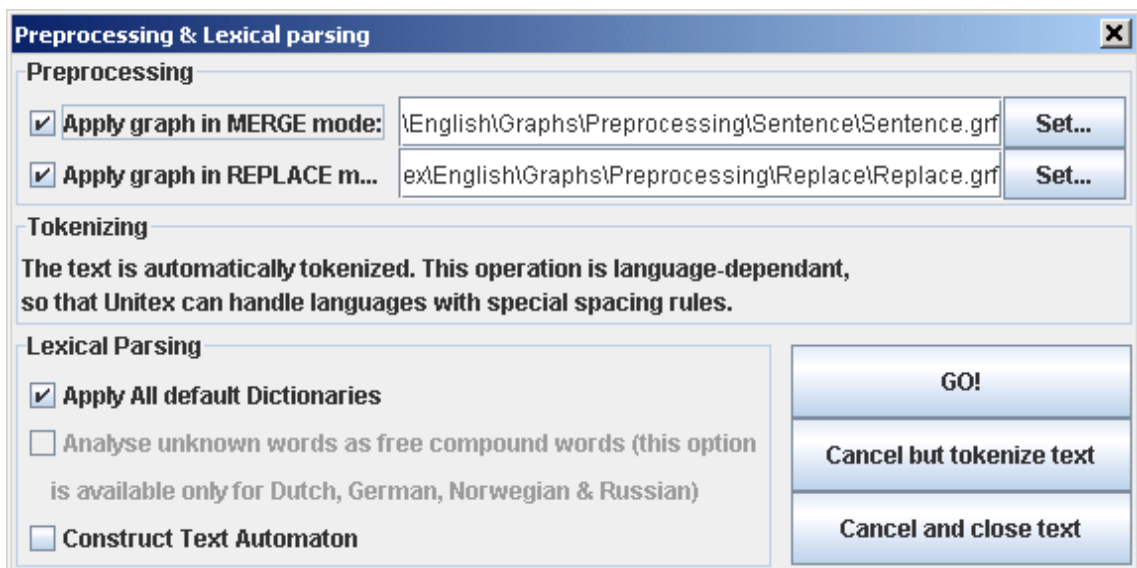 Preprocessing & Lexical parsing
Preprocessing
Apply graph in MERGE mode: \English\Graphs\Preprocessing\Sentence\Sentence.grf Set...
Apply graph in REPLACE m... ex\English\Graphs\Preprocessing\Replace\Replace.grf Set...
Tokenizing
The text is automatically tokenized. This operation is language-dependant,
so that Unitex can handle languages with special spacing rules.
Lexical Parsing
Apply All default Dictionaries
Analyse unknown words as free compound words (this option
is available only for Dutch, German, Norwegian & Russian)
Construct Text Automaton
GO!
Cancel but tokenize text
Cancel and close text